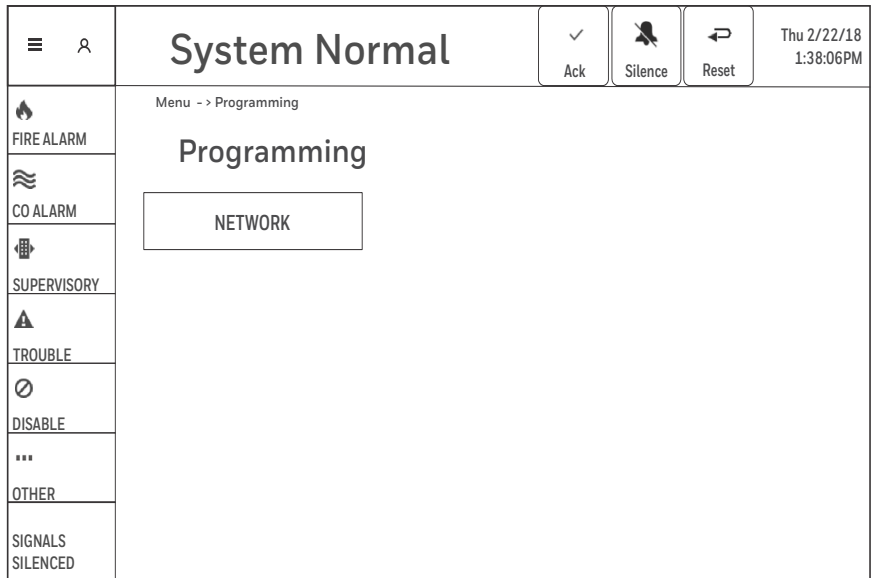 System Normal
Ack
Silence
Reset
Thu 2/22/18
1:38:06PM
Menu -> Programming
Programming
NETWORK
FIRE ALARM
CO ALARM
SUPERVISORY
TROUBLE
DISABLE
OTHER
SIGNALS
SILENCED